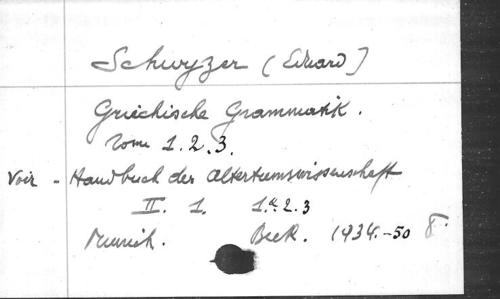 Schwyzer (Eduard)
Griechische Grammatik.
Tome 1.2.3.
Voir - Handbuch der Altertumswissenschaft
II. 1. 1.2.3
Munich. Beck. 1934.-50 8°.